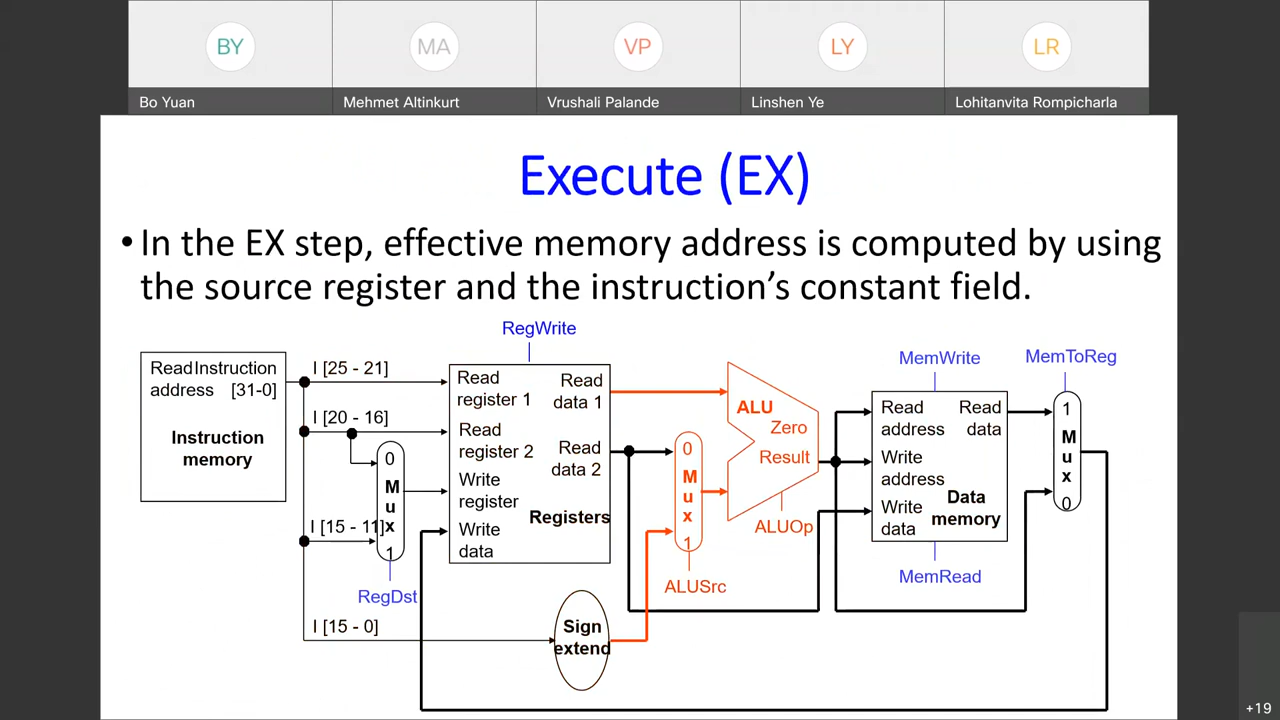 BY
MA
VP
LY
LR
Bo Yuan
Mehmet Altinkurt
Vrushali Palande
Linshen Ye
Lohitanvita Rompicharla
Execute (EX)
• In the EX step, effective memory address is computed by using
the source register and the instruction's constant field.
RegWrite
MemWrite
MemToReg
Read Instruction
address [31-0]
Instruction
memory
I [25 - 21]
I [20 - 16]
I [15 - 11]
I [15 - 0]
0
M
u
x
1
RegDst
Read
register 1
Read
register 2
Write
register
Write
data
Read
data 1
Read
data 2
Registers
Sign
extend
0
M
u
x
1
ALUSrc
ALU
Zero
Result
ALUOp
Read
address
Write
address
Write
data
Read
data
Data
memory
MemRead
1
M
u
x
0
+19